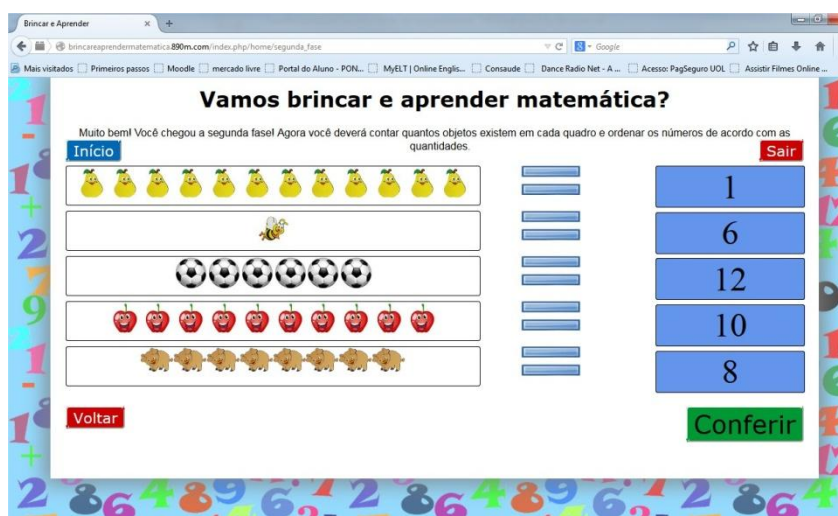 Brincar e Aprender
brincareaprendermatematica.890m.com/index.php/home/segunda_fase
Google
Mais visitados Primeiros passos Moodle mercado livre Portal do Aluno - PON... MyELT | Online Englis... Consaude Dance Radio Net - A ... Acesso: PagSeguro UOL Assistir Filmes Online ...
Vamos brincar e aprender matemática?
Muito bem! Você chegou a segunda fase! Agora você deverá contar quantos objetos existem em cada quadro e ordenar os números de acordo com as
quantidades.
Início
Sair
1
6
12
10
8
Voltar
Conferir